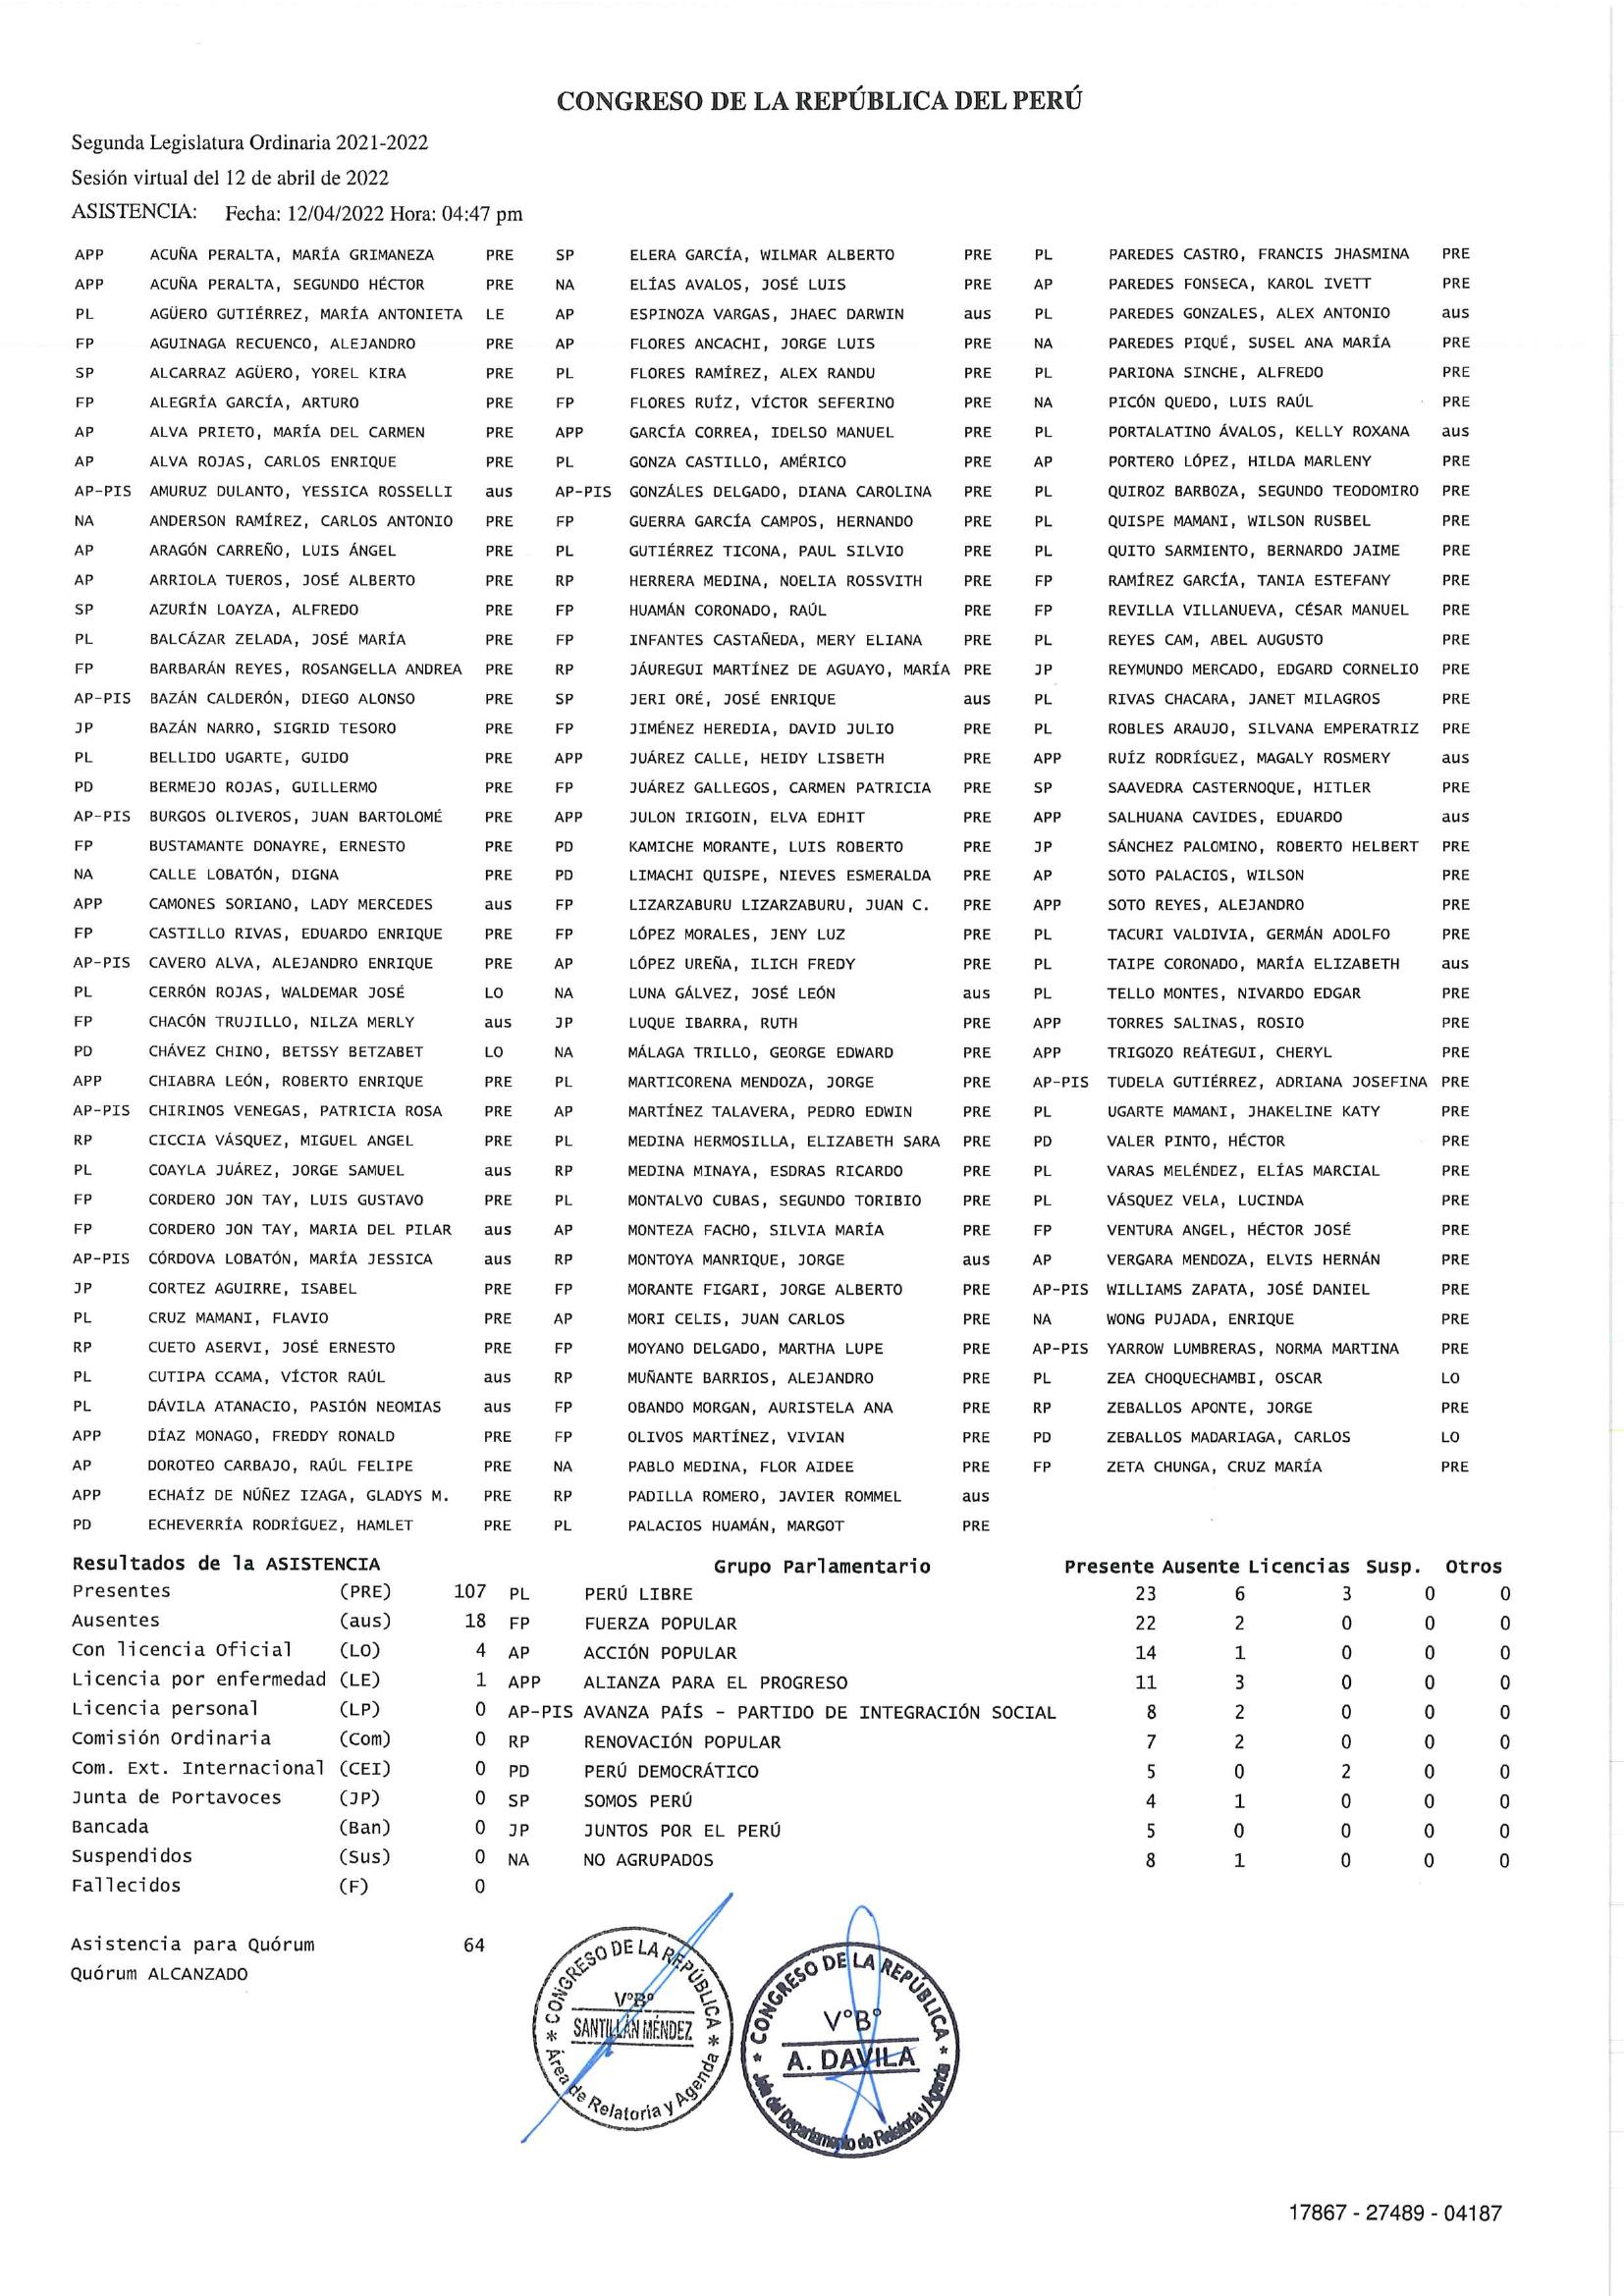 CONGRESO DE LA REPÚBLICA DEL PERÚ
Segunda Legislatura Ordinaria 2021-2022
Sesión virtual del 12 de abril de 2022
ASISTENCIA: Fecha: 12/04/2022 Hora: 04:47 pm
APP ACUÑA PERALTA, MARÍA GRIMANEZA PRE SP ELERA GARCÍA, WILMAR ALBERTO PRE PL PAREDES CASTRO, FRANCIS JHASMINA PRE
APP ACUÑA PERALTA, SEGUNDO HÉCTOR PRE NA ELÍAS AVALOS, JOSÉ LUIS PRE AP PAREDES FONSECA, KAROL IVETT PRE
PL AGÜERO GUTIÉRREZ, MARÍA ANTONIETA LE AP ESPINOZA VARGAS, JHAEC DARWIN aus PL PAREDES GONZALES, ALEX ANTONIO aus
FP AGUINAGA RECUENCO, ALEJANDRO PRE AP FLORES ANCACHI, JORGE LUIS PRE NA PAREDES PIQUÉ, SUSEL ANA MARÍA PRE
SP ALCARRAZ AGÜERO, YOREL KIRA PRE PL FLORES RAMÍREZ, ALEX RANDU PRE PL PARIONA SINCHE, ALFREDO PRE
FP ALEGRÍA GARCÍA, ARTURO PRE FP FLORES RUÍZ, VÍCTOR SEFERINO PRE NA PICÓN QUEDO, LUIS RAÚL PRE
AP ALVA PRIETO, MARÍA DEL CARMEN PRE APP GARCÍA CORREA, IDELSO MANUEL PRE PL PORTALATINO ÁVALOS, KELLY ROXANA aus
AP ALVA ROJAS, CARLOS ENRIQUE PRE PL GONZA CASTILLO, AMÉRICO PRE AP PORTERO LÓPEZ, HILDA MARLENY PRE
AP-PIS AMURUZ DULANTO, YESSICA ROSSELLI aus AP-PIS GONZÁLES DELGADO, DIANA CAROLINA PRE PL QUIROZ BARBOZA, SEGUNDO TEODOMIRO PRE
NA ANDERSON RAMÍREZ, CARLOS ANTONIO PRE FP GUERRA GARCÍA CAMPOS, HERNANDO PRE PL QUISPE MAMANI, WILSON RUSBEL PRE
AP ARAGÓN CARREÑO, LUIS ÁNGEL PRE PL GUTIÉRREZ TICONA, PAUL SILVIO PRE PL QUITO SARMIENTO, BERNARDO JAIME PRE
AP ARRIOLA TUEROS, JOSÉ ALBERTO PRE RP HERRERA MEDINA, NOELIA ROSSVITH PRE FP RAMÍREZ GARCÍA, TANIA ESTEFANY PRE
SP AZURÍN LOAYZA, ALFREDO PRE FP HUAMÁN CORONADO, RAÚL PRE FP REVILLA VILLANUEVA, CÉSAR MANUEL PRE
PL BALCÁZAR ZELADA, JOSÉ MARÍA PRE FP INFANTES CASTAÑEDA, MERY ELIANA PRE PL REYES CAM, ABEL AUGUSTO PRE
FP BARBARÁN REYES, ROSANGELLA ANDREA PRE RP JÁUREGUI MARTÍNEZ DE AGUAYO, MARÍA PRE JP REYMUNDO MERCADO, EDGARD CORNELIO PRE
AP-PIS BAZÁN CALDERÓN, DIEGO ALONSO PRE SP JERI ORÉ, JOSÉ ENRIQUE aus PL RIVAS CHACARA, JANET MILAGROS PRE
JP BAZÁN NARRO, SIGRID TESORO PRE FP JIMÉNEZ HEREDIA, DAVID JULIO PRE PL ROBLES ARAUJO, SILVANA EMPERATRIZ PRE
PL BELLIDO UGARTE, GUIDO PRE APP JUÁREZ CALLE, HEIDY LISBETH PRE APP RUÍZ RODRÍGUEZ, MAGALY ROSMERY aus
PD BERMEJO ROJAS, GUILLERMO PRE FP JUÁREZ GALLEGOS, CARMEN PATRICIA PRE SP SAAVEDRA CASTERNOQUE, HITLER PRE
AP-PIS BURGOS OLIVEROS, JUAN BARTOLOMÉ PRE APP JULON IRIGOIN, ELVA EDHIT PRE APP SALHUANA CAVIDES, EDUARDO aus
FP BUSTAMANTE DONAYRE, ERNESTO PRE PD KAMICHE MORANTE, LUIS ROBERTO PRE JP SÁNCHEZ PALOMINO, ROBERTO HELBERT PRE
NA CALLE LOBATÓN, DIGNA PRE PD LIMACHI QUISPE, NIEVES ESMERALDA PRE AP SOTO PALACIOS, WILSON PRE
APP CAMONES SORIANO, LADY MERCEDES aus FP LIZARZABURU LIZARZABURU, JUAN C. PRE APP SOTO REYES, ALEJANDRO PRE
FP CASTILLO RIVAS, EDUARDO ENRIQUE PRE FP LÓPEZ MORALES, JENY LUZ PRE PL TACURI VALDIVIA, GERMÁN ADOLFO PRE
AP-PIS CAVERO ALVA, ALEJANDRO ENRIQUE PRE AP LÓPEZ UREÑA, ILICH FREDY PRE PL TAIPE CORONADO, MARÍA ELIZABETH aus
PL CERRÓN ROJAS, WALDEMAR JOSÉ LO NA LUNA GÁLVEZ, JOSÉ LEÓN aus PL TELLO MONTES, NIVARDO EDGAR PRE
FP CHACÓN TRUJILLO, NILZA MERLY aus JP LUQUE IBARRA, RUTH PRE APP TORRES SALINAS, ROSIO PRE
PD CHÁVEZ CHINO, BETSSY BETZABET LO NA MÁLAGA TRILLO, GEORGE EDWARD PRE APP TRIGOZO REÁTEGUI, CHERYL PRE
APP CHIABRA LEÓN, ROBERTO ENRIQUE PRE PL MARTICORENA MENDOZA, JORGE PRE AP-PIS TUDELA GUTIÉRREZ, ADRIANA JOSEFINA PRE
AP-PIS CHIRINOS VENEGAS, PATRICIA ROSA PRE AP MARTÍNEZ TALAVERA, PEDRO EDWIN PRE PL UGARTE MAMANI, JHAKELINE KATY PRE
RP CICCIA VÁSQUEZ, MIGUEL ANGEL PRE PL MEDINA HERMOSILLA, ELIZABETH SARA PRE PD VALER PINTO, HÉCTOR PRE
PL COAYLA JUÁREZ, JORGE SAMUEL aus RP MEDINA MINAYA, ESDRAS RICARDO PRE PL VARAS MELÉNDEZ, ELÍAS MARCIAL PRE
FP CORDERO JON TAY, LUIS GUSTAVO PRE PL MONTALVO CUBAS, SEGUNDO TORIBIO PRE PL VÁSQUEZ VELA, LUCINDA PRE
FP CORDERO JON TAY, MARIA DEL PILAR aus AP MONTEZA FACHO, SILVIA MARÍA PRE FP VENTURA ANGEL, HÉCTOR JOSÉ PRE
AP-PIS CÓRDOVA LOBATÓN, MARÍA JESSICA aus RP MONTOYA MANRIQUE, JORGE aus AP VERGARA MENDOZA, ELVIS HERNÁN PRE
JP CORTEZ AGUIRRE, ISABEL PRE FP MORANTE FIGARI, JORGE ALBERTO PRE AP-PIS WILLIAMS ZAPATA, JOSÉ DANIEL PRE
PL CRUZ MAMANI, FLAVIO PRE AP MORI CELIS, JUAN CARLOS PRE NA WONG PUJADA, ENRIQUE PRE
RP CUETO ASERVI, JOSÉ ERNESTO PRE FP MOYANO DELGADO, MARTHA LUPE PRE AP-PIS YARROW LUMBRERAS, NORMA MARTINA PRE
PL CUTIPA CCAMA, VÍCTOR RAÚL aus RP MUÑANTE BARRIOS, ALEJANDRO PRE PL ZEA CHOQUECHAMBI, OSCAR LO
PL DÁVILA ATANACIO, PASIÓN NEOMIAS aus FP OBANDO MORGAN, AURISTELA ANA PRE RP ZEBALLOS APONTE, JORGE PRE
APP DÍAZ MONAGO, FREDDY RONALD PRE FP OLIVOS MARTÍNEZ, VIVIAN PRE PD ZEBALLOS MADARIAGA, CARLOS LO
AP DOROTEO CARBAJO, RAÚL FELIPE PRE NA PABLO MEDINA, FLOR AIDEE PRE FP ZETA CHUNGA, CRUZ MARÍA PRE
APP ECHAÍZ DE NÚÑEZ IZAGA, GLADYS M. PRE RP PADILLA ROMERO, JAVIER ROMMEL aus
PD ECHEVERRÍA RODRÍGUEZ, HAMLET PRE PL PALACIOS HUAMÁN, MARGOT PRE
Resultados de la ASISTENCIA Grupo Parlamentario Presente Ausente Licencias Susp. Otros
Presentes (PRE) 107 PL PERÚ LIBRE 23 6 3 0 0
Ausentes (aus) 18 FP FUERZA POPULAR 22 2 0 0 0
Con licencia Oficial (LO) 4 AP ACCIÓN POPULAR 14 1 0 0 0
Licencia por enfermedad (LE) 1 APP ALIANZA PARA EL PROGRESO 11 3 0 0 0
Licencia personal (LP) 0 AP-PIS AVANZA PAÍS - PARTIDO DE INTEGRACIÓN SOCIAL 8 2 0 0 0
Comisión Ordinaria (Com) 0 RP RENOVACIÓN POPULAR 7 2 0 0 0
Com. Ext. Internacional (CEI) 0 PD PERÚ DEMOCRÁTICO 5 0 2 0 0
Junta de Portavoces (JP) 0 SP SOMOS PERÚ 4 1 0 0 0
Bancada (Ban) 0 JP JUNTOS POR EL PERÚ 5 0 0 0 0
Suspendidos (Sus) 0 NA NO AGRUPADOS 8 1 0 0 0
Fallecidos (F) 0
Asistencia para Quórum 64
Quórum ALCANZADO
* CONGRESO DE LA REPÚBLICA *
V°B°
SANTILLÁN MÉNDEZ
Área de Relatoría y Agenda
* CONGRESO DE LA REPÚBLICA *
V°B°
A. DAVILA
Jefa del Departamento de Relatoría y Agenda
17867 - 27489 - 04187